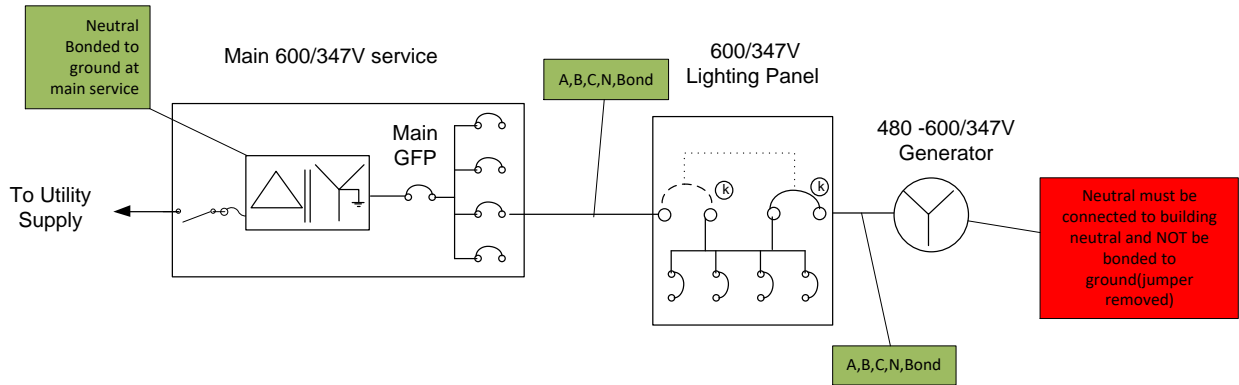 Neutral
Bonded to
ground at
main service
Main 600/347V service
A,B,C,N,Bond
600/347V
Lighting Panel
480 -600/347V
Generator
Main
GFP
To Utility
Supply
k
k
Neutral must be
connected to building
neutral and NOT be
bonded to
ground(jumper
removed)
A,B,C,N,Bond